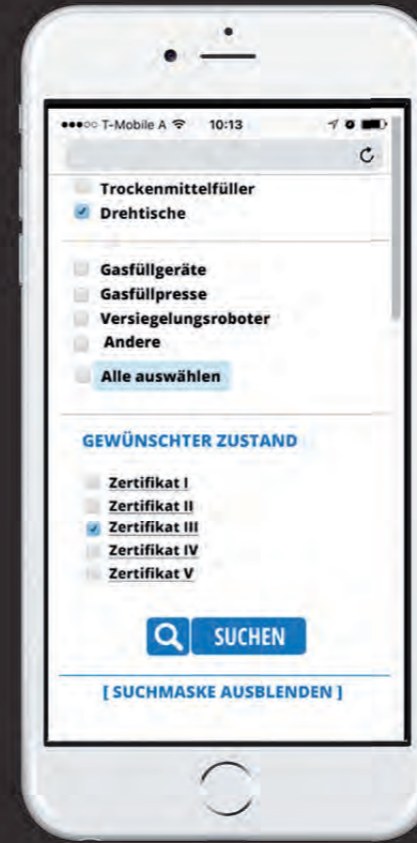 T-Mobile A 10:13
Trockenmittelfüller
Drehtische
Gasfüllgeräte
Gasfüllpresse
Versiegelungsroboter
Andere
Alle auswählen
GEWÜNSCHTER ZUSTAND
Zertifikat I
Zertifikat II
Zertifikat III
Zertifikat IV
Zertifikat V
SUCHEN
[ SUCHMASKE AUSBLENDEN ]